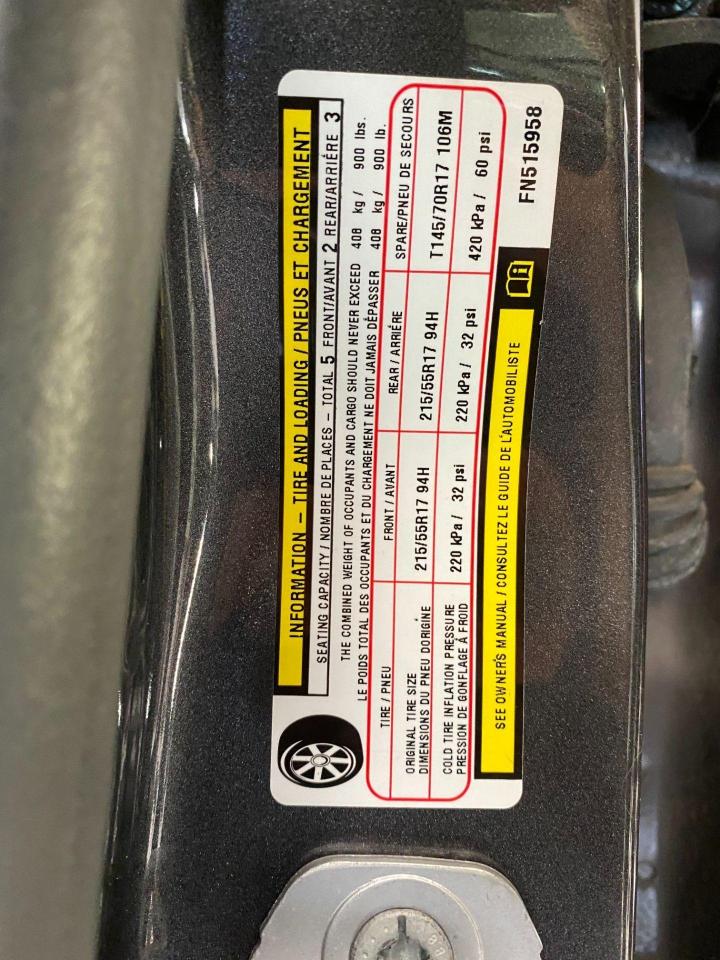 INFORMATION – TIRE AND LOADING / PNEUS ET CHARGEMENT
SEATING CAPACITY / NOMBRE DE PLACES – TOTAL 5 FRONT/AVANT 2 REAR/ARRIÉRE 3
THE COMBINED WEIGHT OF OCCUPANTS AND CARGO SHOULD NEVER EXCEED 408 kg / 900 lbs.
LE POIDS TOTAL DES OCCUPANTS ET DU CHARGEMENT NE DOIT JAMAIS DÉPASSER 408 kg / 900 lb.
TIRE / PNEU FRONT / AVANT REAR / ARRIÉRE SPARE/PNEU DE SECOURS
ORIGINAL TIRE SIZE
DIMENSIONS DU PNEU DORIGINE 215/55R17 94H 215/55R17 94H T145/70R17 106M
COLD TIRE INFLATION PRESSURE
PRESSION DE GONFLAGE Á FROID 220 kPa / 32 psi 220 kPa / 32 psi 420 kPa / 60 psi
SEE OWNER'S MANUAL / CONSULTEZ LE GUIDE DE L'AUTOMOBILISTE
FN515958